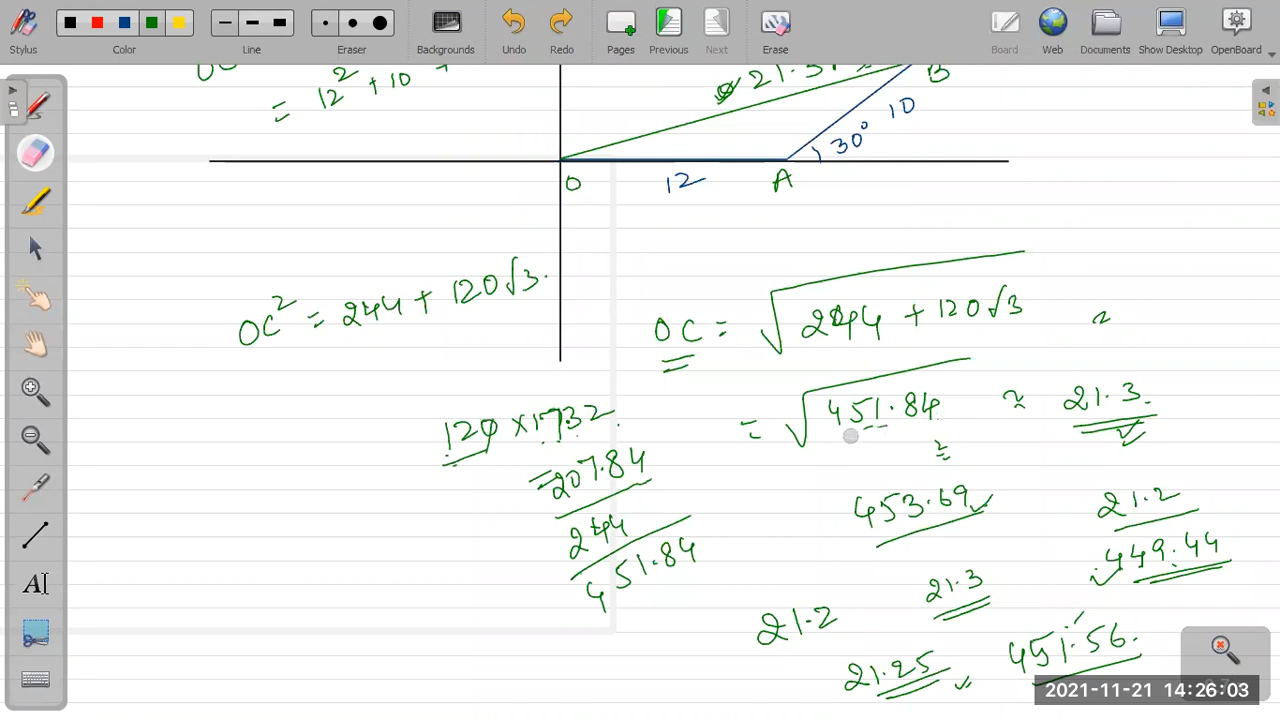 Stylus Color Line Eraser Backgrounds Undo Redo Pages Previous Next Erase Board Web Documents Show Desktop OpenBoard
= 12² + 10
21.3
B
10
30°
O 12 A
OC² = 244 + 120√3
OC = √244 + 120√3 ≈
= √451.84 ≈ 21.3
120 × 1.732
= 207.84
244
451.84
453.69
21.2
449.44
21.3
21.2
451.56
21.25
2021-11-21 14:26:03